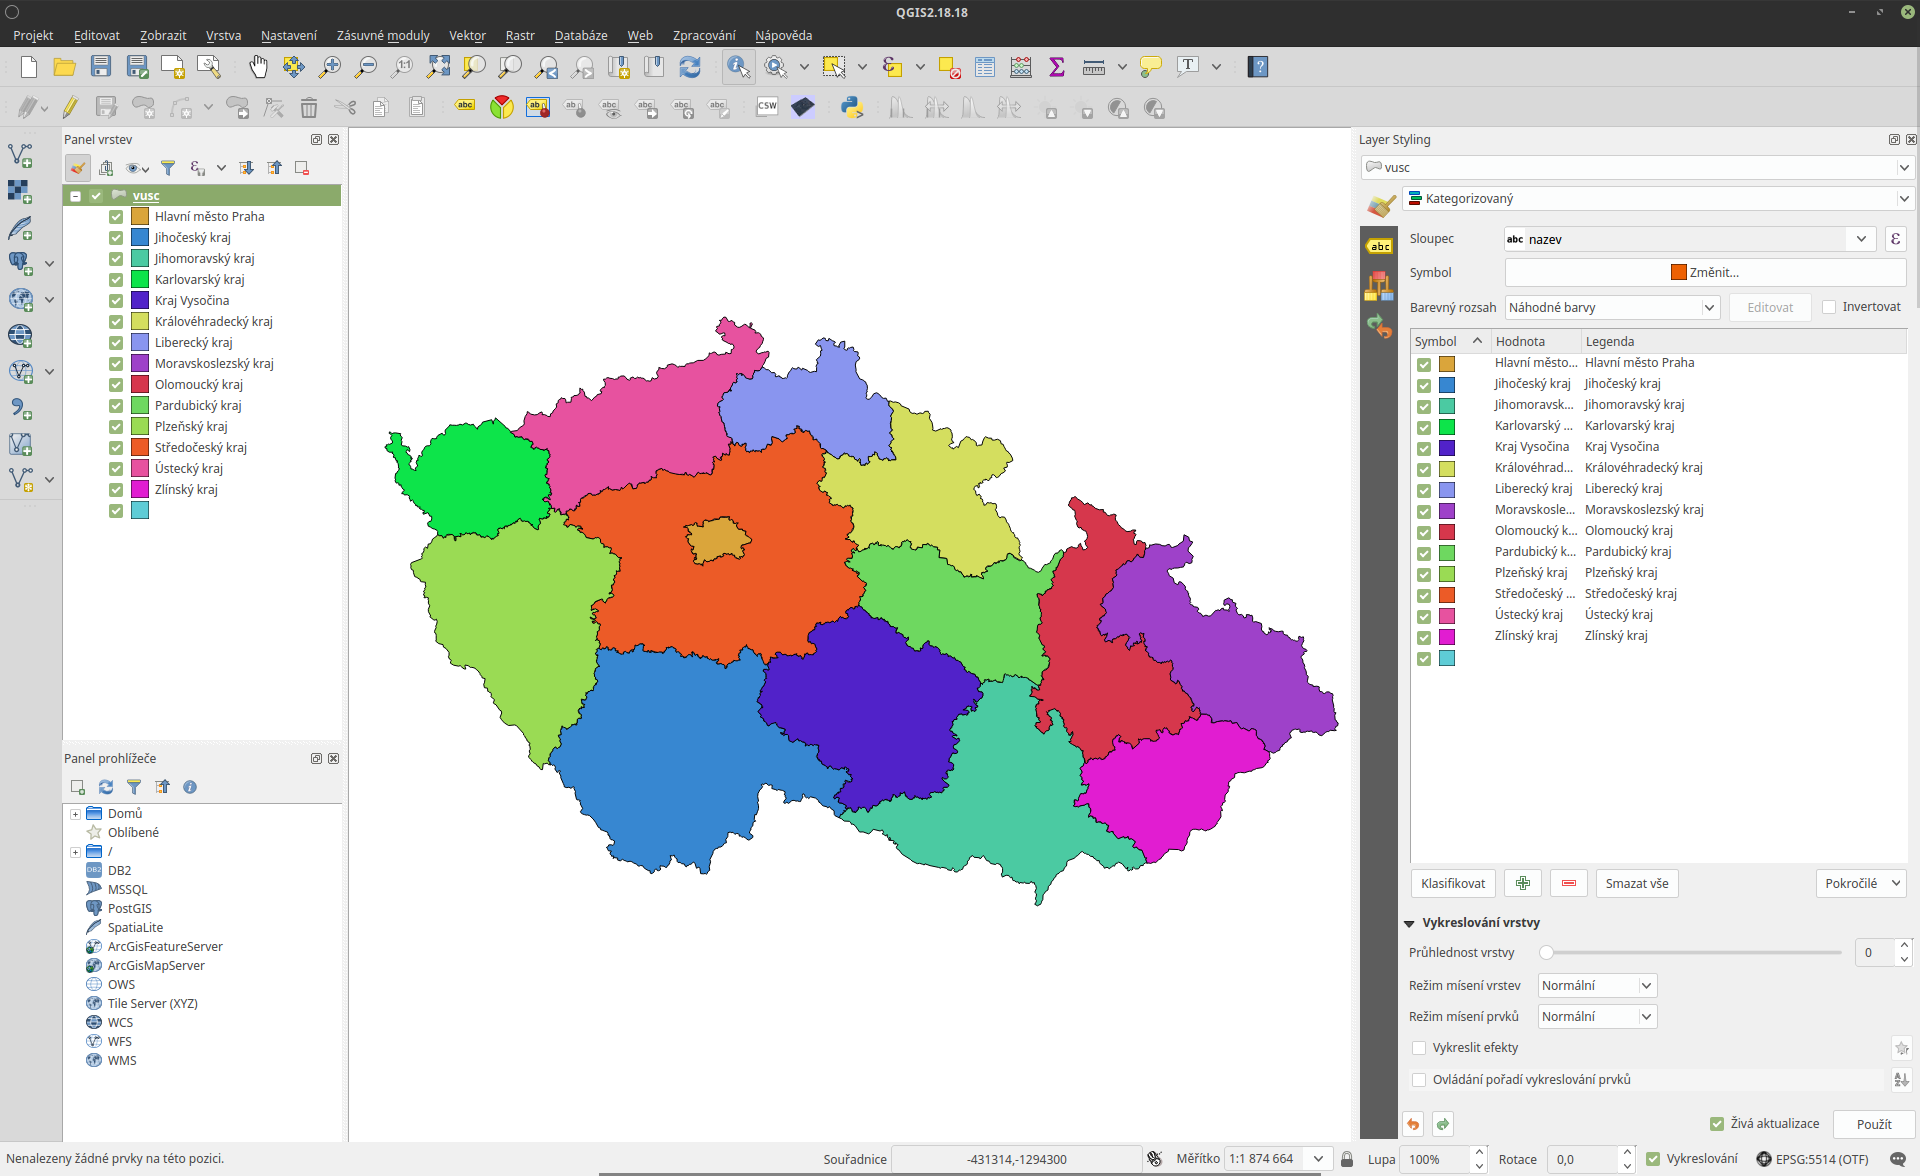 QGIS2.18.18
Projekt Editovat Zobrazit Vrstva Nastavení Zásuvné moduly Vektor Rastr Databáze Web Zpracování Nápověda
Panel vrstev
vusc
Hlavní město Praha
Jihočeský kraj
Jihomoravský kraj
Karlovarský kraj
Kraj Vysočina
Královéhradecký kraj
Liberecký kraj
Moravskoslezský kraj
Olomoucký kraj
Pardubický kraj
Plzeňský kraj
Středočeský kraj
Ústecký kraj
Zlínský kraj
Panel prohlížeče
Domů
Oblíbené
/
DB2
MSSQL
PostGIS
SpatiaLite
ArcGisFeatureServer
ArcGisMapServer
OWS
Tile Server (XYZ)
WCS
WFS
WMS
Layer Styling
vusc
Kategorizovaný
Sloupec abc nazev ε
Symbol Změnit...
Barevný rozsah Náhodné barvy Editovat Invertovat
Symbol Hodnota Legenda
Hlavní město... Hlavní město Praha
Jihočeský kraj Jihočeský kraj
Jihomoravsk... Jihomoravský kraj
Karlovarský ... Karlovarský kraj
Kraj Vysočina Kraj Vysočina
Královéhrad... Královéhradecký kraj
Liberecký kraj Liberecký kraj
Moravskosle... Moravskoslezský kraj
Olomoucký k... Olomoucký kraj
Pardubický k... Pardubický kraj
Plzeňský kraj Plzeňský kraj
Středočeský ... Středočeský kraj
Ústecký kraj Ústecký kraj
Zlínský kraj Zlínský kraj
Klasifikovat Smazat vše Pokročilé
Vykreslování vrstvy
Průhlednost vrstvy 0
Režim mísení vrstev Normální
Režim mísení prvků Normální
Vykreslit efekty
Ovládání pořadí vykreslování prvků
Živá aktualizace Použít
Nenalezeny žádné prvky na této pozici. Souřadnice -431314,-1294300 Měřítko 1:1 874 664 Lupa 100% Rotace 0,0 Vykreslování EPSG:5514 (OTF)